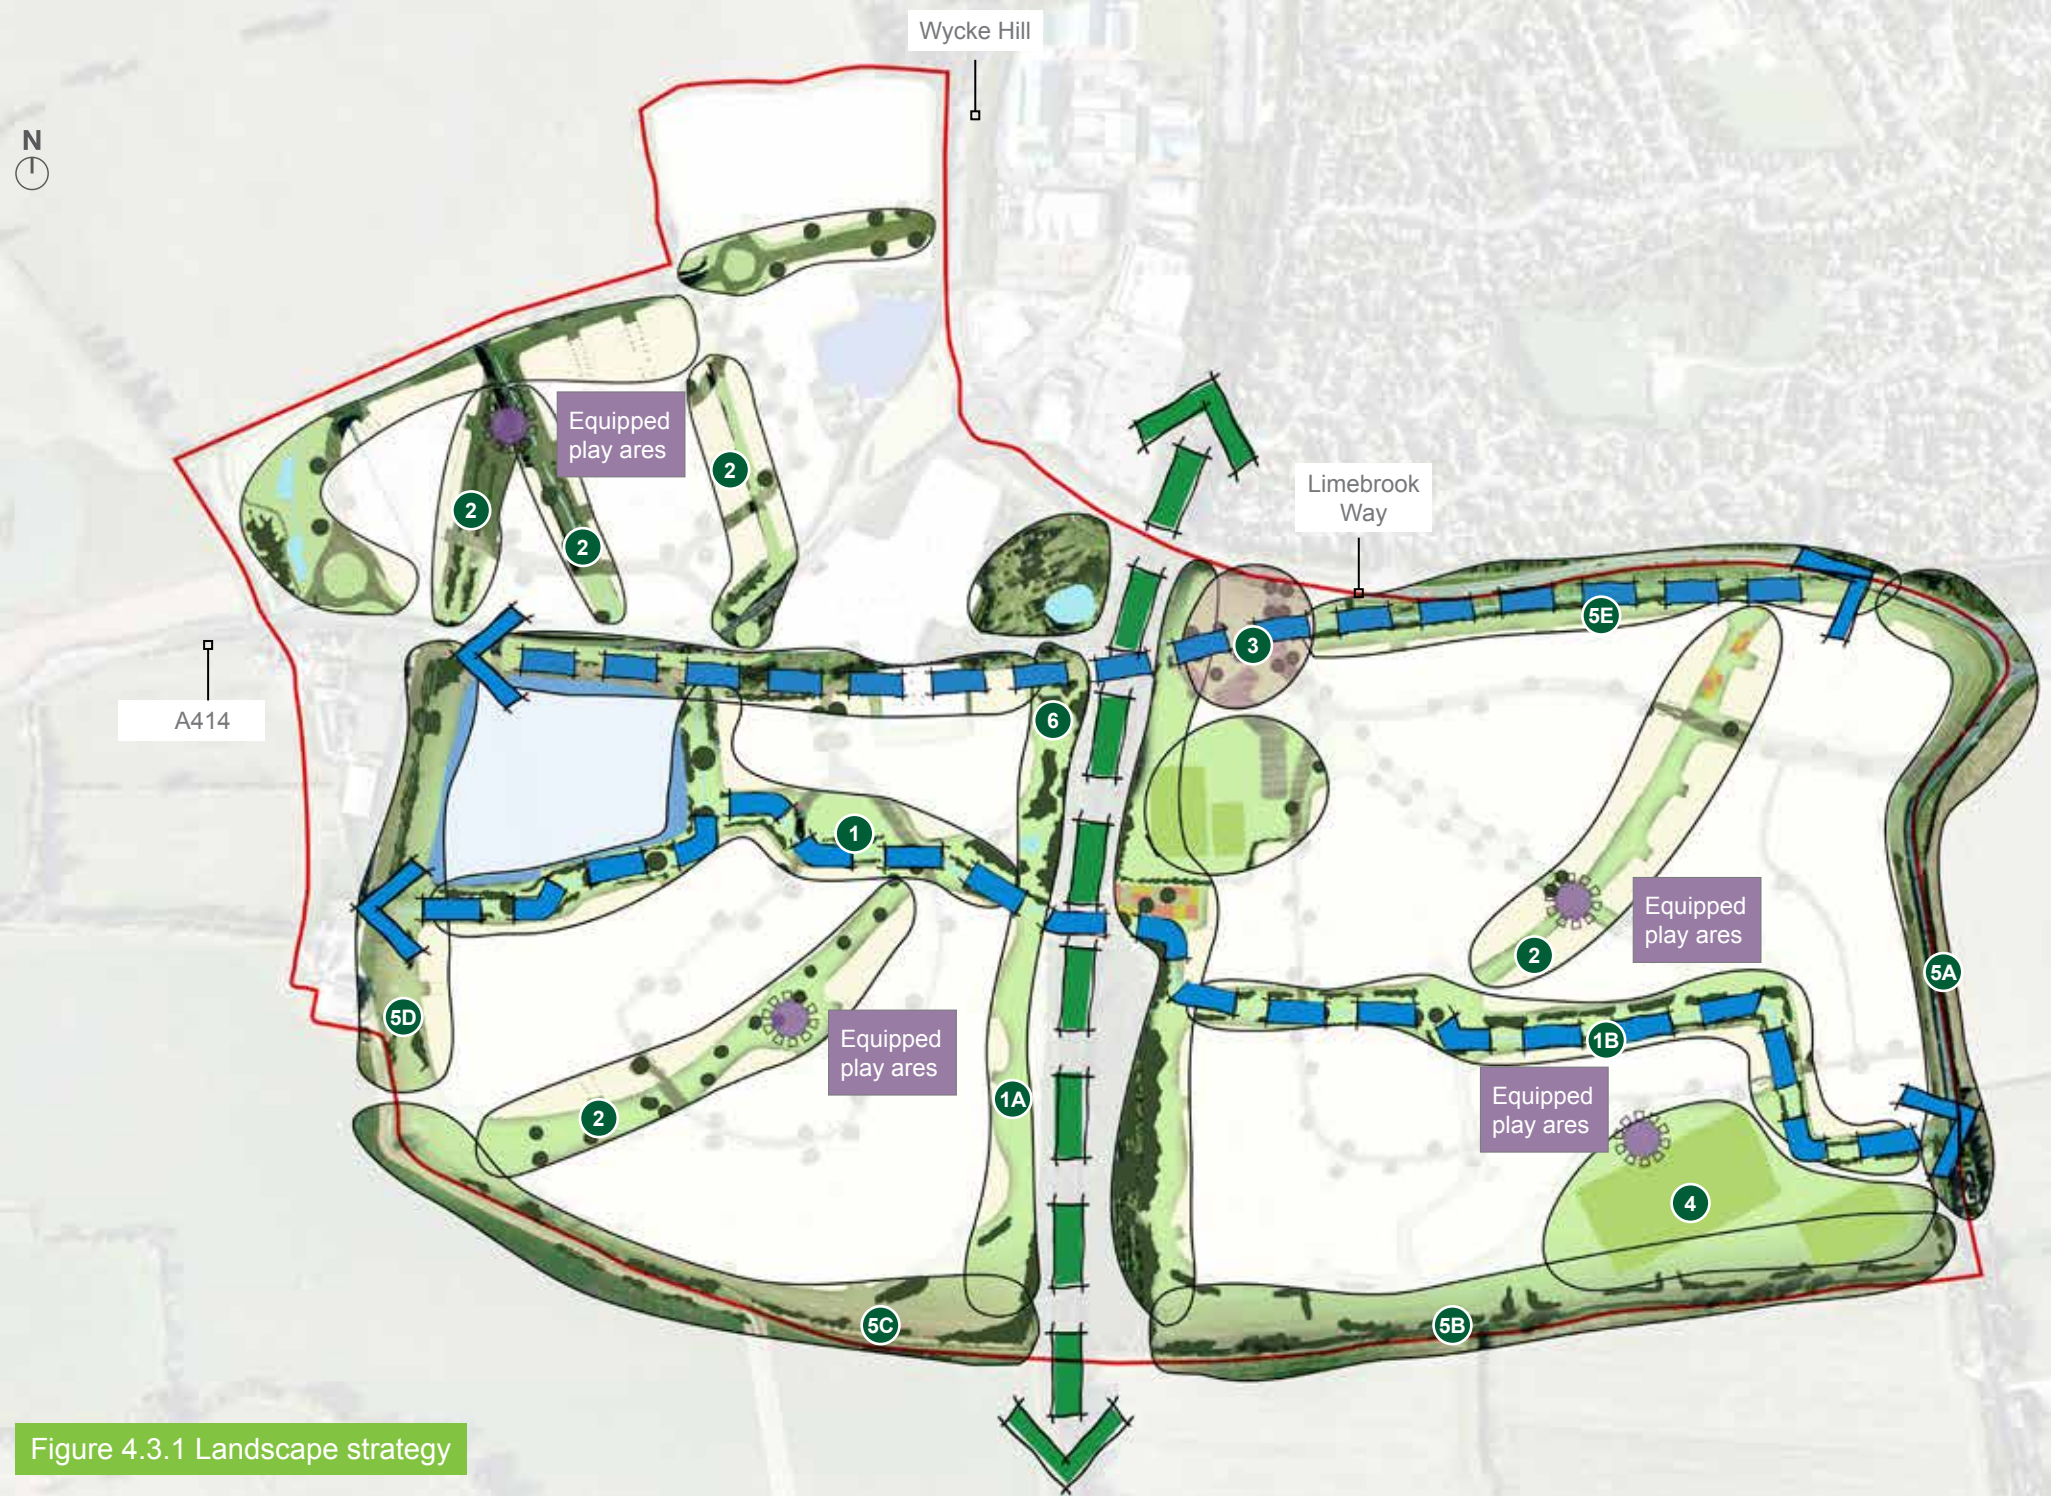 Wycke Hill
N
Equipped
play ares
2
2
2
Limebrook
Way
5E
3
A414
6
1
Equipped
play ares
2
5A
5D
Equipped
play ares
1B
Equipped
play ares
1A
2
4
5C
5B
Figure 4.3.1 Landscape strategy